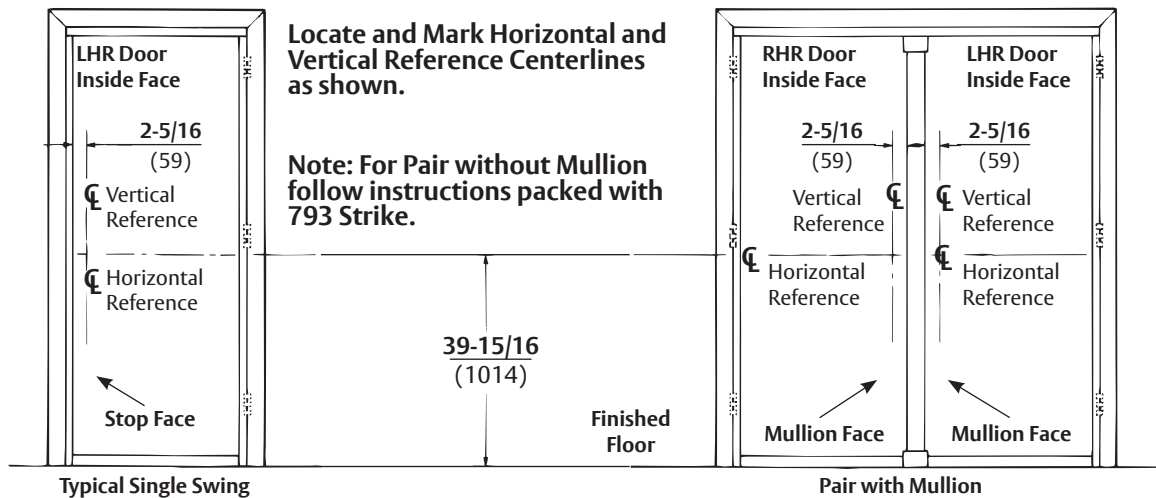 LHR Door
Inside Face
2-5/16
(59)
℄ Vertical
Reference
℄ Horizontal
Reference
Stop Face
Typical Single Swing
Locate and Mark Horizontal and
Vertical Reference Centerlines
as shown.
Note: For Pair without Mullion
follow instructions packed with
793 Strike.
39-15/16
(1014)
Finished
Floor
RHR Door
Inside Face
2-5/16
(59)
Vertical ℄
Reference
℄ Horizontal
Reference
Mullion Face
LHR Door
Inside Face
2-5/16
(59)
℄ Vertical
Reference
℄ Horizontal
Reference
Mullion Face
Pair with Mullion